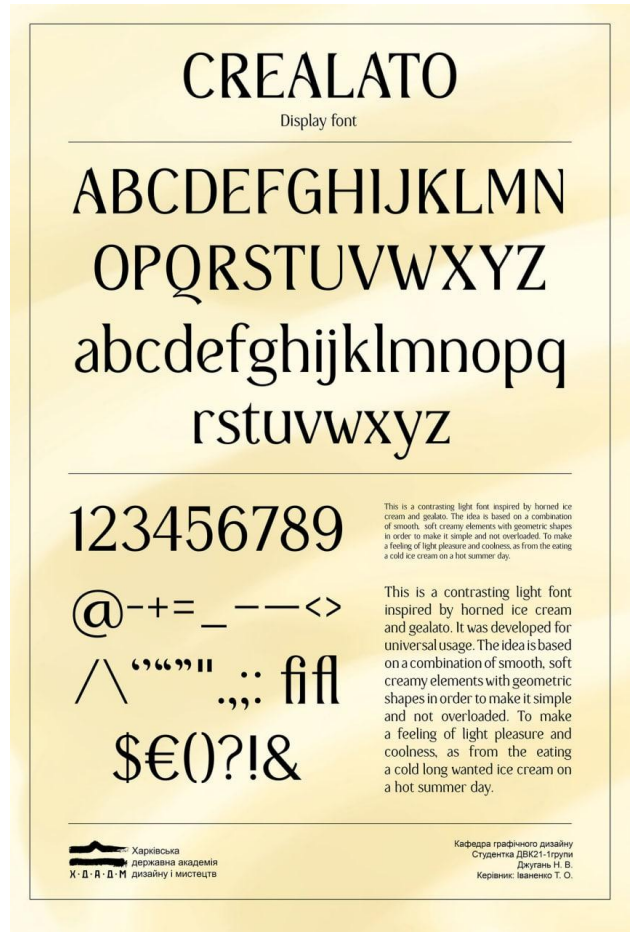 CREALATO
Display font
ABCDEFGHIJKLMN
OPQRSTUVWXYZ
abcdefghijklmnopq
rstuvwxyz
123456789
@-+=_–—<>
/\‘’“”".,;: fifl
$€()?!&
This is a contrasting light font inspired by horned ice
cream and gealato. The idea is based on a combination
of smooth, soft creamy elements with geometric shapes
in order to make it simple and not overloaded. To make
a feeling of light pleasure and coolness, as from the eating
a cold ice cream on a hot summer day.
This is a contrasting light font
inspired by horned ice cream
and gealato. It was developed for
universal usage. The idea is based
on a combination of smooth, soft
creamy elements with geometric
shapes in order to make it simple
and not overloaded. To make
a feeling of light pleasure and
coolness, as from the eating
a cold long wanted ice cream on
a hot summer day.
Харківська
державна академія
Х·Д·А·Д·М дизайну і мистецтв
Кафедра графічного дизайну
Студентка ДВК21-1групи
Джугань Н. В.
Керівник: Іваненко Т. О.